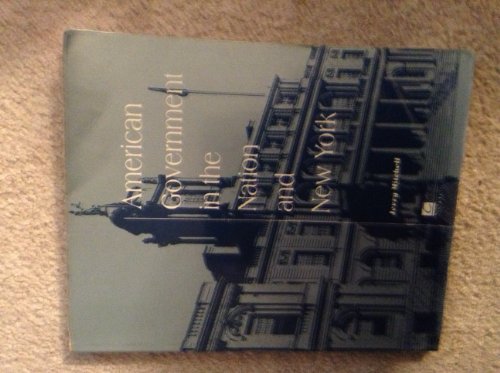 American
Government
in the
Nation
and
New York
Jerry Mitchell